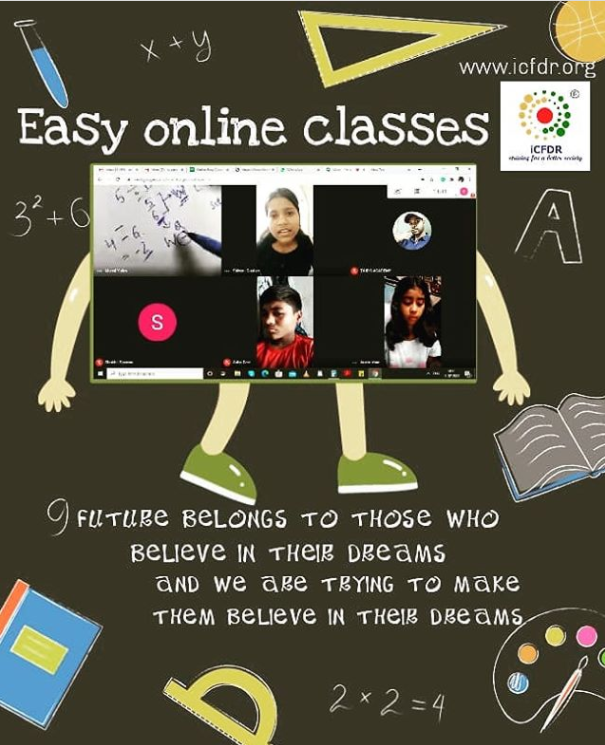 x + y
www.icfdr.org
Easy online classes
iCFDR
striving for a better society
3² + 6
A
S
9 FUTURE BELONGS TO THOSE WHO
BELIEVE IN THEIR DREAMS
AND WE ARE TRYING TO MAKE
THEM BELIEVE IN THEIR DREAMS
2 × 2 = 4